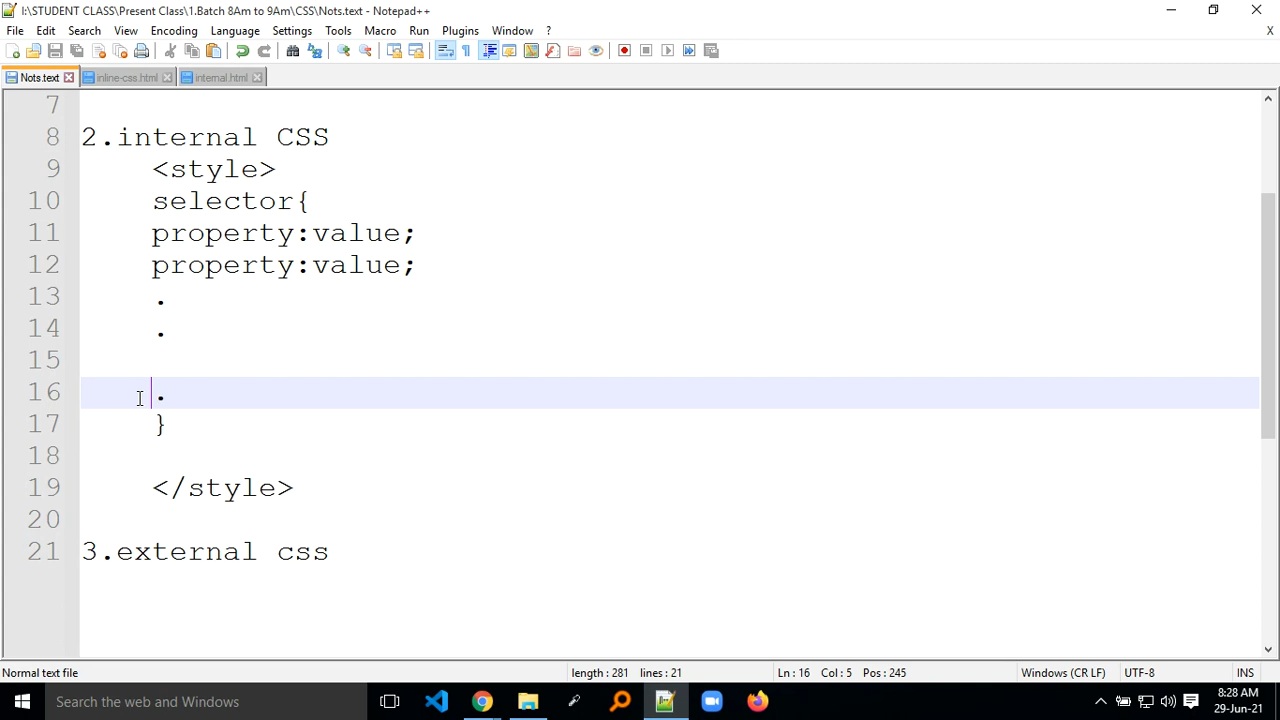 I:\STUDENT CLASS\Present Class\1.Batch 8Am to 9Am\CSS\Nots.text - Notepad++
File Edit Search View Encoding Language Settings Tools Macro Run Plugins Window ? X
Nots.text inline-css.html internal.html
7
8 2.internal CSS
9 <style>
10 selector{
11 property:value;
12 property:value;
13 .
14 .
15
16 .
17 }
18
19 </style>
20
21 3.external css
Normal text file length : 281 lines : 21 Ln : 16 Col : 5 Pos : 245 Windows (CR LF) UTF-8 INS
Search the web and Windows
8:28 AM
29-Jun-21